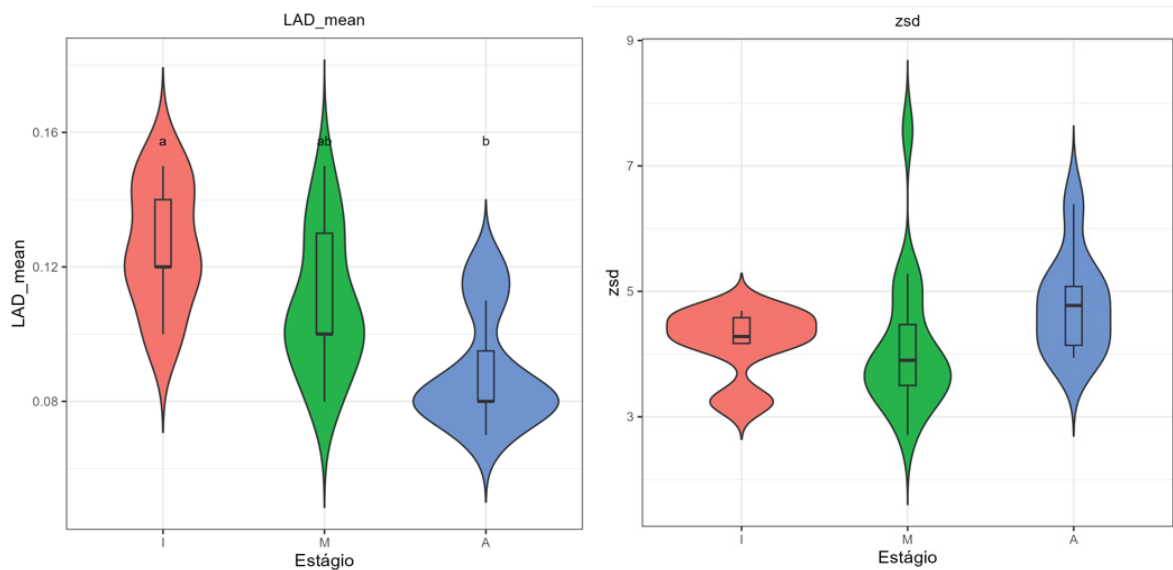 LAD_mean
LAD_mean
0.16
0.12
0.08
a
ab
b
I
M
A
Estágio
zsd
zsd
9
7
5
3
I
M
A
Estágio